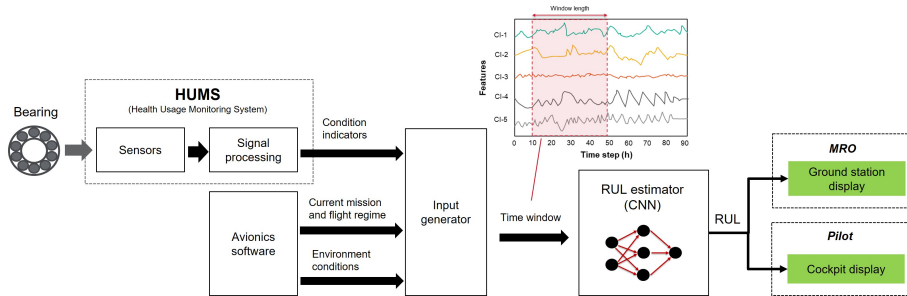 Window length
CI-1
CI-2
CI-3
CI-4
CI-5
Features
0 10 20 30 40 50 60 70 80 90
Time step (h)
HUMS
(Health Usage Monitoring System)
Bearing
Sensors
Signal
processing
Condition
indicators
Avionics
software
Current mission
and flight regime
Environment
conditions
Input
generator
Time window
RUL estimator
(CNN)
RUL
MRO
Ground station
display
Pilot
Cockpit display